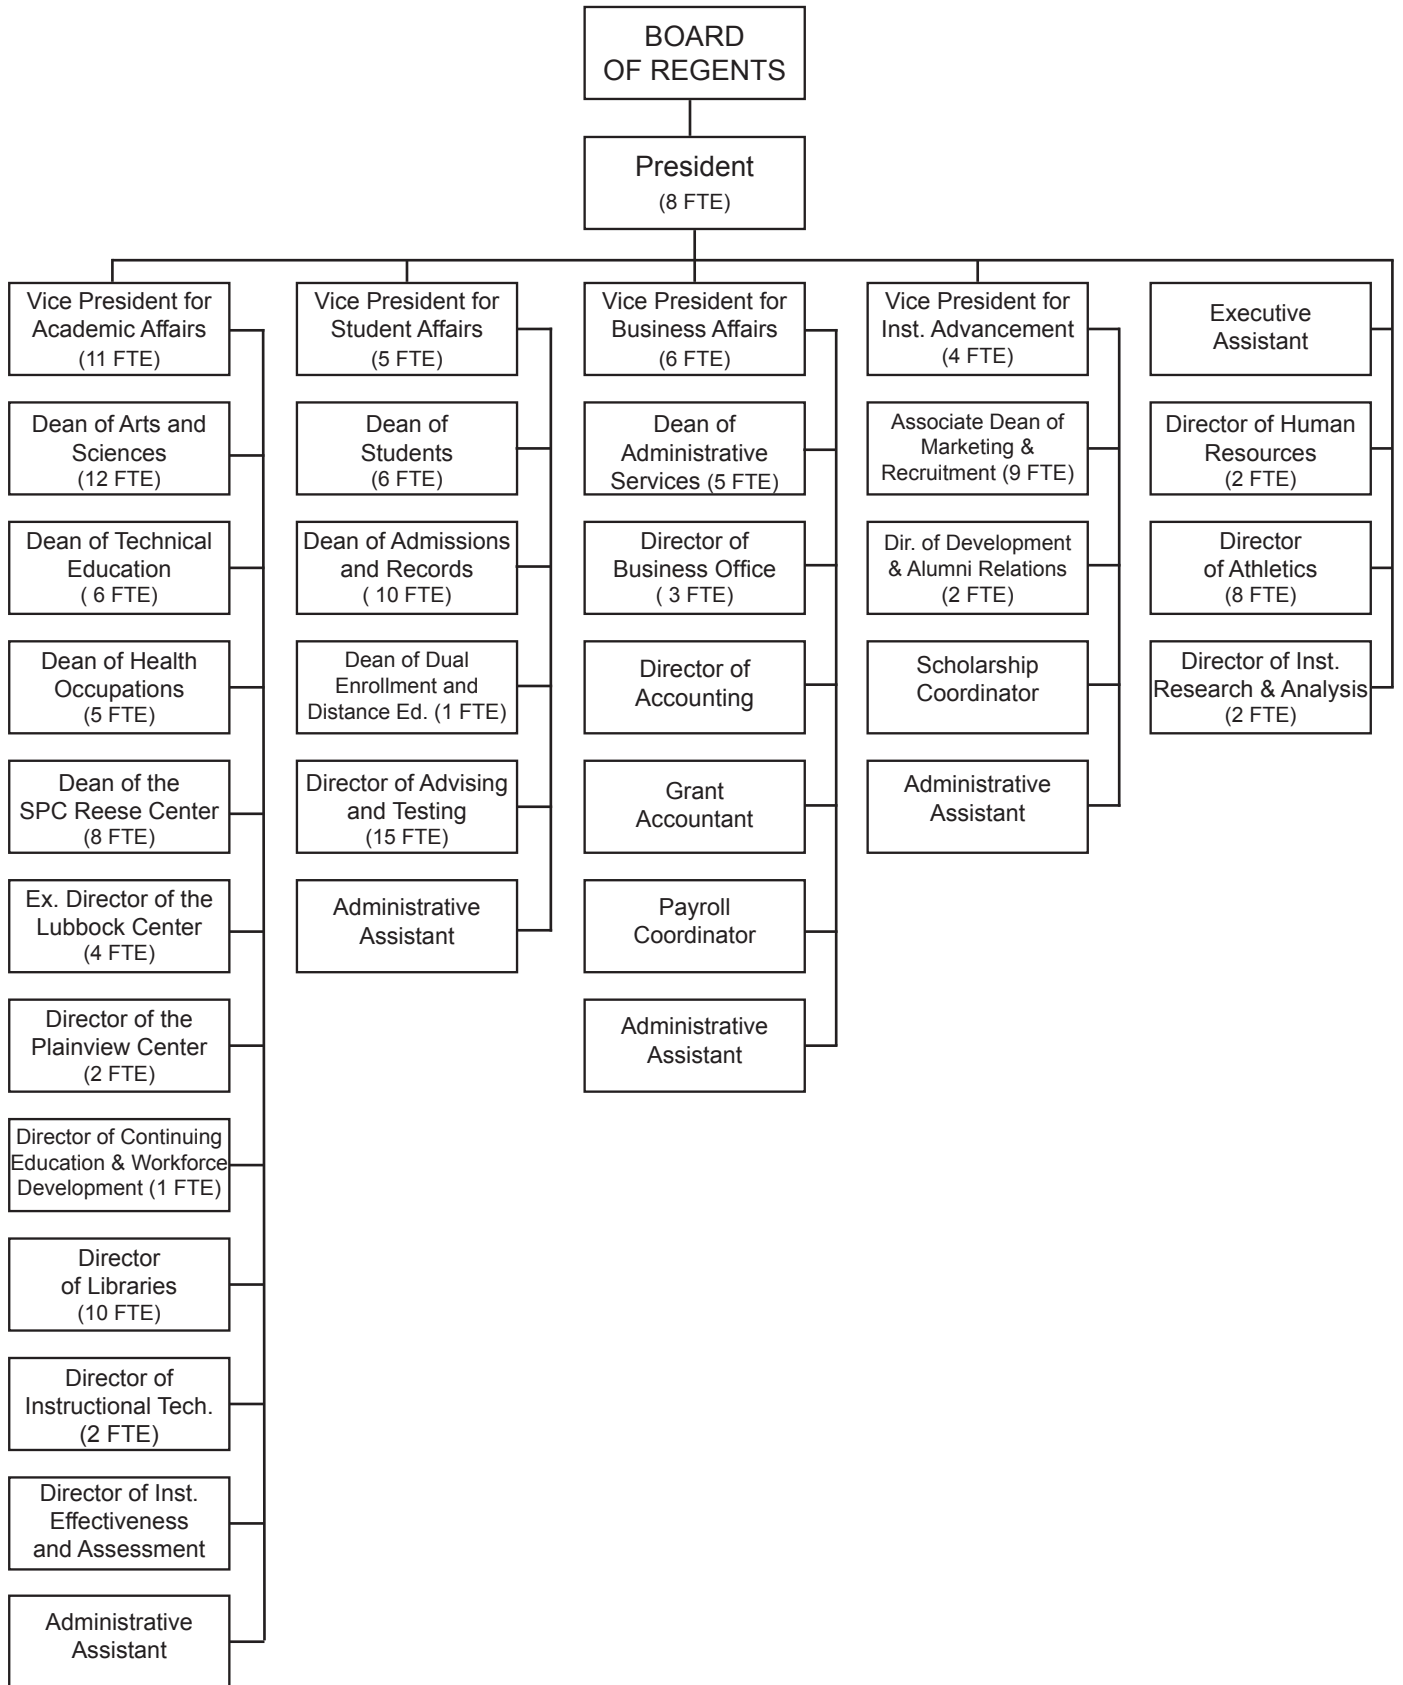 BOARD
OF REGENTS
President
(8 FTE)
Vice President for
Academic Affairs
(11 FTE)
Dean of Arts and
Sciences
(12 FTE)
Dean of Technical
Education
( 6 FTE)
Dean of Health
Occupations
(5 FTE)
Dean of the
SPC Reese Center
(8 FTE)
Ex. Director of the
Lubbock Center
(4 FTE)
Director of the
Plainview Center
(2 FTE)
Director of Continuing
Education & Workforce
Development (1 FTE)
Director
of Libraries
(10 FTE)
Director of
Instructional Tech.
(2 FTE)
Director of Inst.
Effectiveness
and Assessment
Administrative
Assistant
Vice President for
Student Affairs
(5 FTE)
Dean of
Students
(6 FTE)
Dean of Admissions
and Records
( 10 FTE)
Dean of Dual
Enrollment and
Distance Ed. (1 FTE)
Director of Advising
and Testing
(15 FTE)
Administrative
Assistant
Vice President for
Business Affairs
(6 FTE)
Dean of
Administrative
Services (5 FTE)
Director of
Business Office
( 3 FTE)
Director of
Accounting
Grant
Accountant
Payroll
Coordinator
Administrative
Assistant
Vice President for
Inst. Advancement
(4 FTE)
Associate Dean of
Marketing &
Recruitment (9 FTE)
Dir. of Development
& Alumni Relations
(2 FTE)
Scholarship
Coordinator
Administrative
Assistant
Executive
Assistant
Director of Human
Resources
(2 FTE)
Director
of Athletics
(8 FTE)
Director of Inst.
Research & Analysis
(2 FTE)